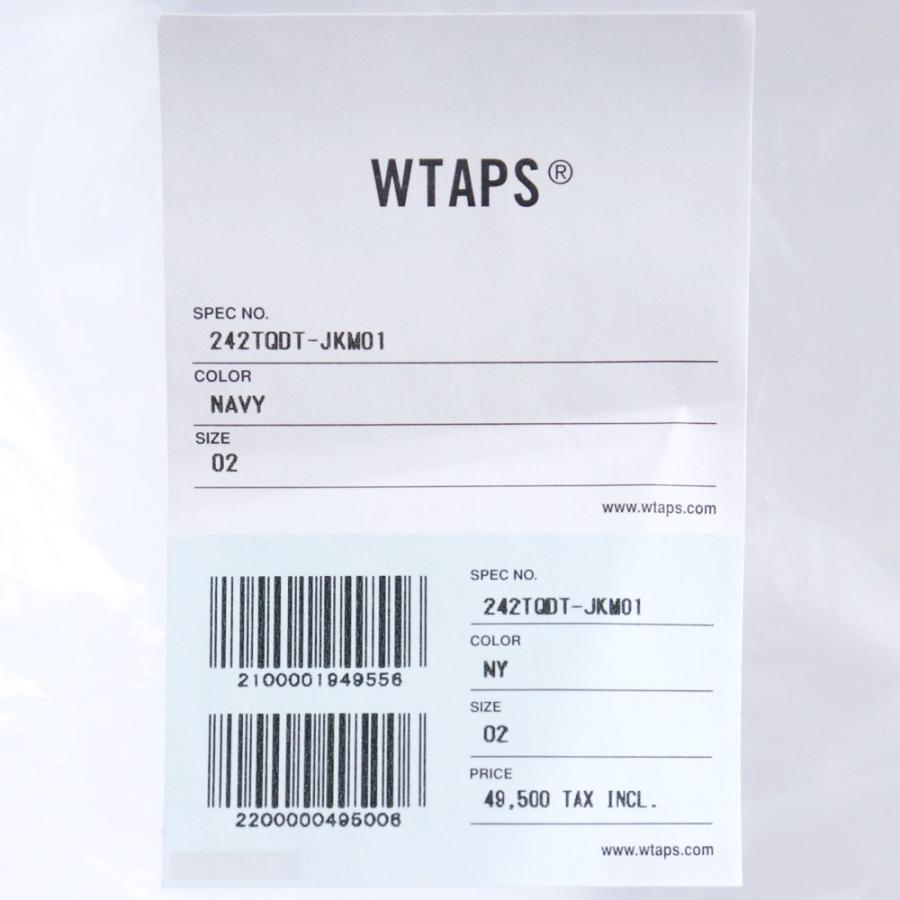 WTAPS®
SPEC NO.
242TQDT-JKM01
COLOR
NAVY
SIZE
02
www.wtaps.com
2100001949556
2200000495006
SPEC NO.
242TQDT-JKM01
COLOR
NY
SIZE
02
PRICE
49,500 TAX INCL.
www.wtaps.com